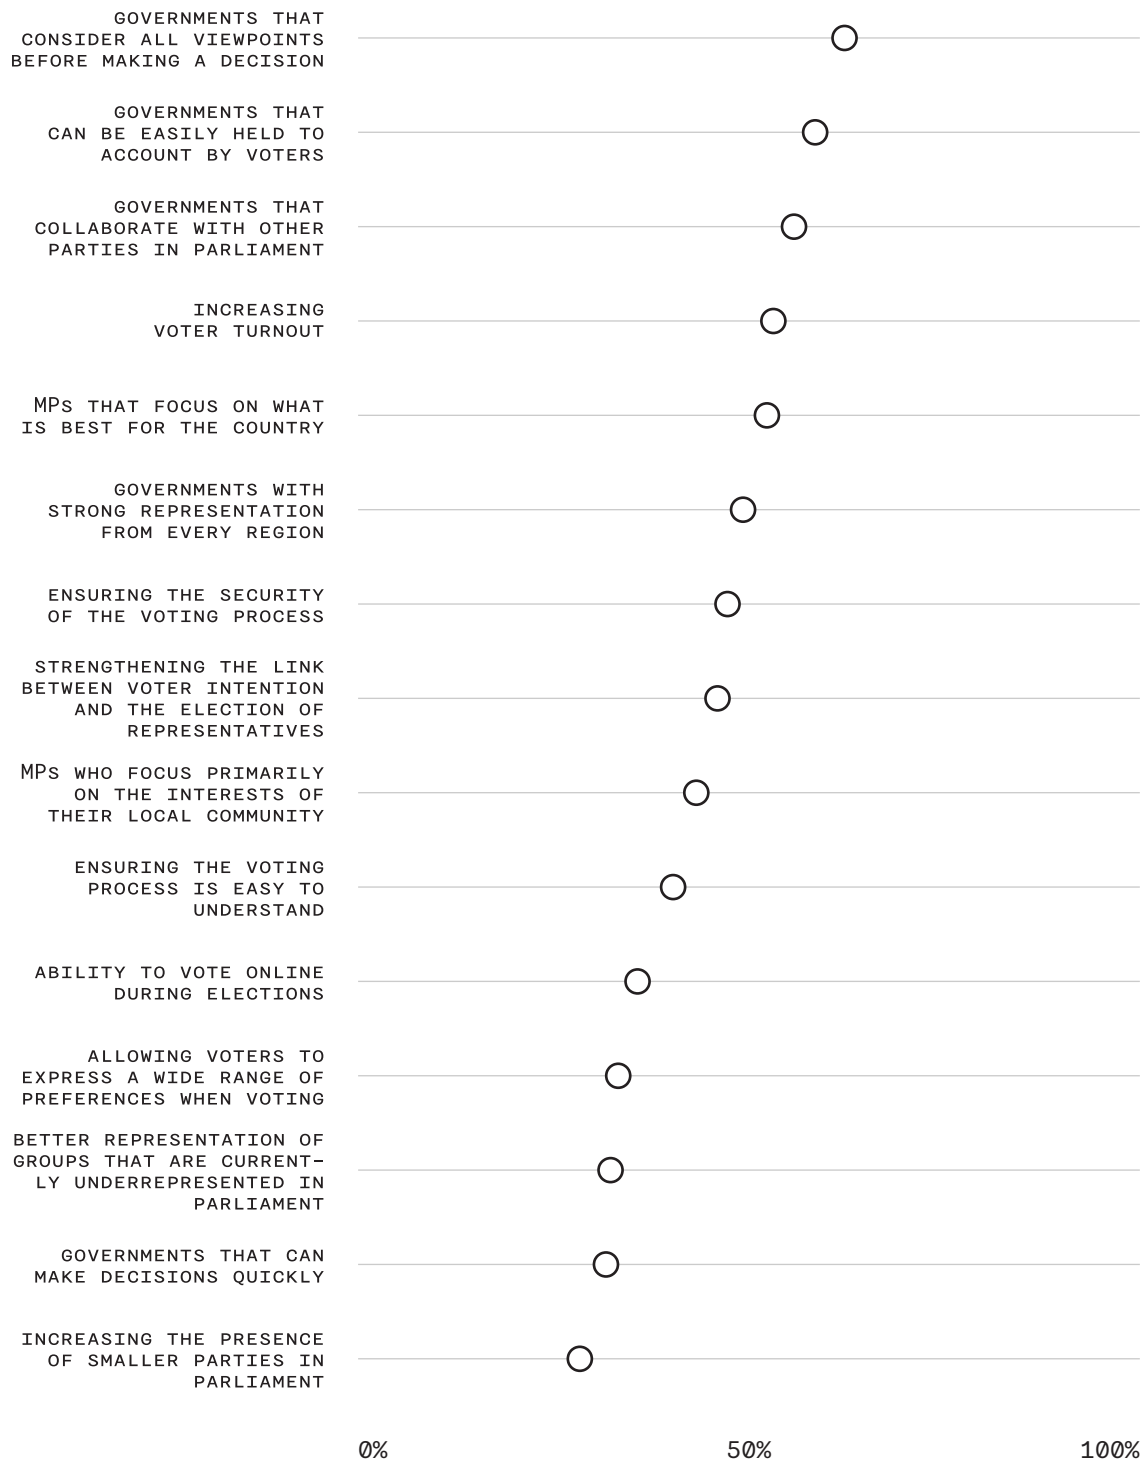 GOVERNMENTS THAT
CONSIDER ALL VIEWPOINTS
BEFORE MAKING A DECISION
GOVERNMENTS THAT
CAN BE EASILY HELD TO
ACCOUNT BY VOTERS
GOVERNMENTS THAT
COLLABORATE WITH OTHER
PARTIES IN PARLIAMENT
INCREASING
VOTER TURNOUT
MPS THAT FOCUS ON WHAT
IS BEST FOR THE COUNTRY
GOVERNMENTS WITH
STRONG REPRESENTATION
FROM EVERY REGION
ENSURING THE SECURITY
OF THE VOTING PROCESS
STRENGTHENING THE LINK
BETWEEN VOTER INTENTION
AND THE ELECTION OF
REPRESENTATIVES
MPS WHO FOCUS PRIMARILY
ON THE INTERESTS OF
THEIR LOCAL COMMUNITY
ENSURING THE VOTING
PROCESS IS EASY TO
UNDERSTAND
ABILITY TO VOTE ONLINE
DURING ELECTIONS
ALLOWING VOTERS TO
EXPRESS A WIDE RANGE OF
PREFERENCES WHEN VOTING
BETTER REPRESENTATION OF
GROUPS THAT ARE CURRENT-
LY UNDERREPRESENTED IN
PARLIAMENT
GOVERNMENTS THAT CAN
MAKE DECISIONS QUICKLY
INCREASING THE PRESENCE
OF SMALLER PARTIES IN
PARLIAMENT
0% 50% 100%